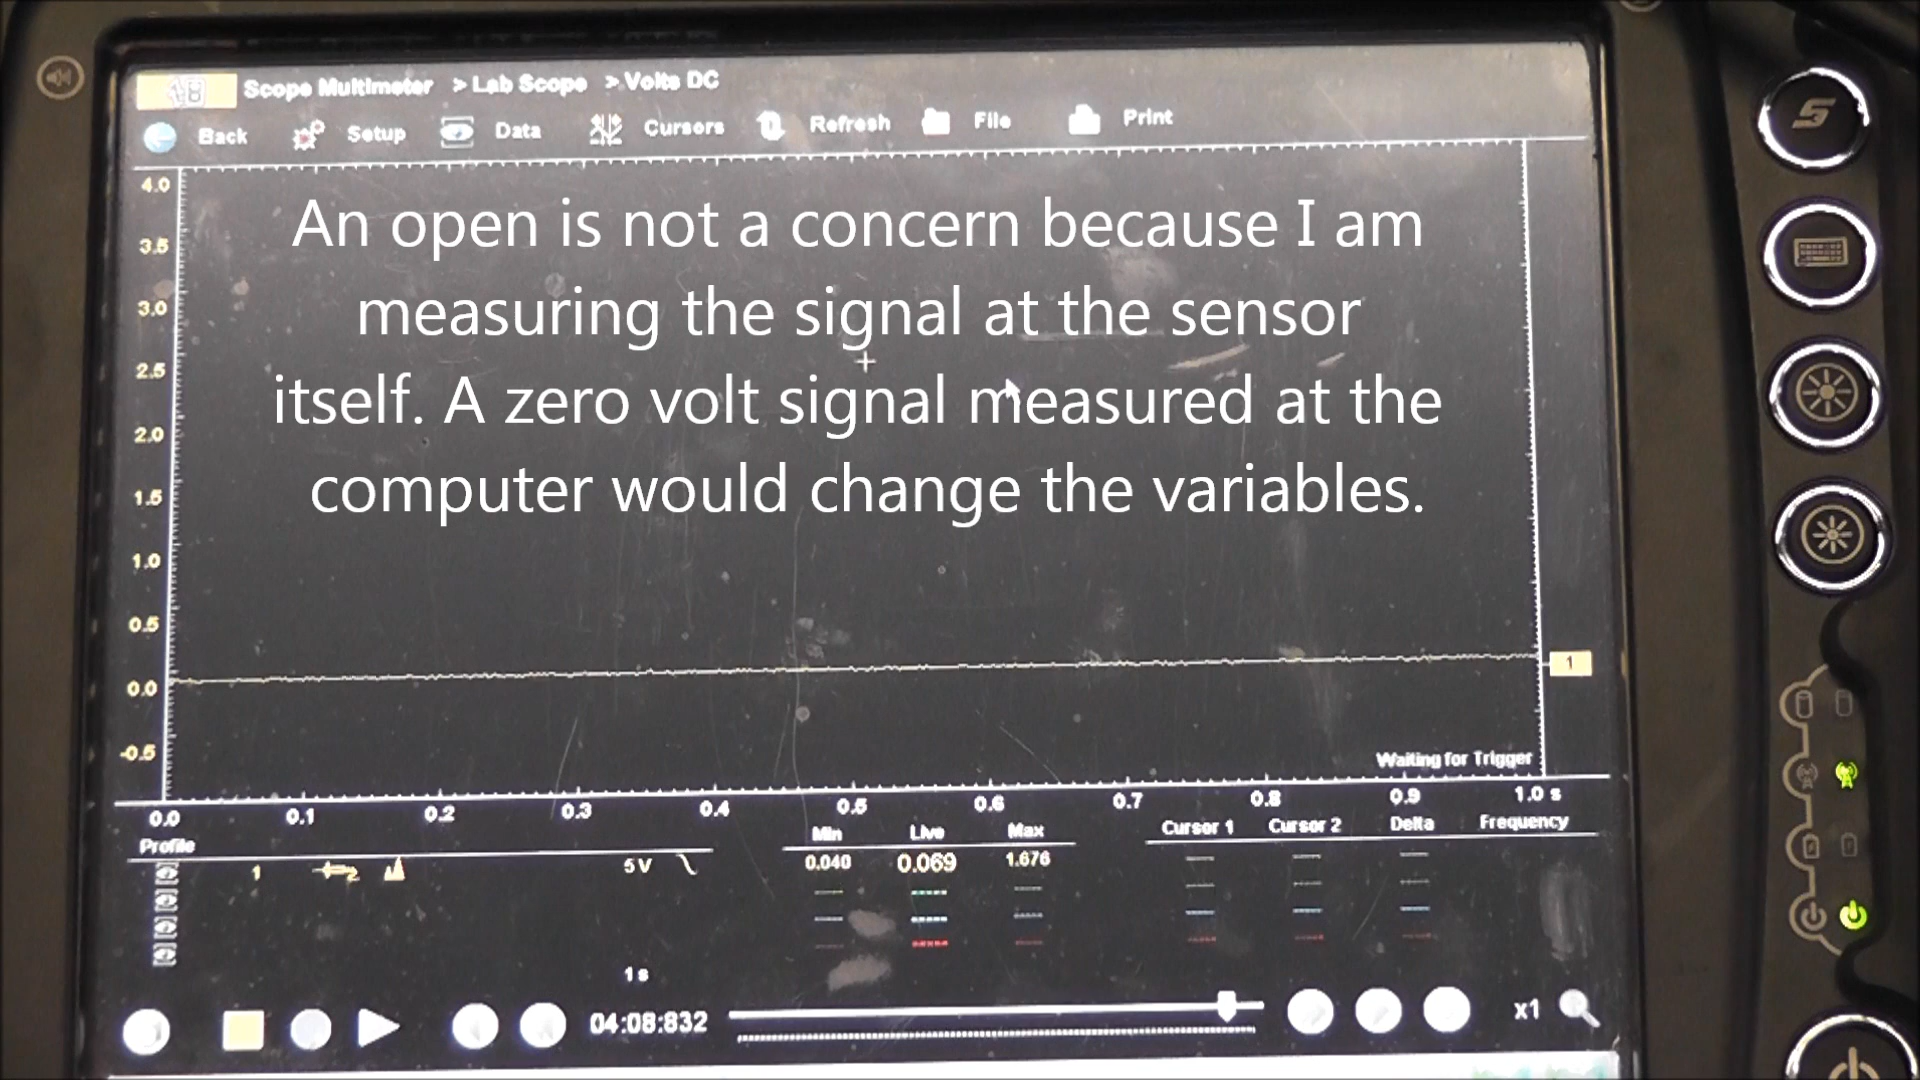 Scope Multimeter > Lab Scope > Volts DC
Back Setup Data Cursors Refresh File Print
An open is not a concern because I am
measuring the signal at the sensor
itself. A zero volt signal measured at the
computer would change the variables.
4.0
3.5
3.0
2.5
2.0
1.5
1.0
0.5
0.0
-0.5
1
Waiting for Trigger
0.0 0.1 0.2 0.3 0.4 0.5 0.6 0.7 0.8 0.9 1.0 s
Profile Min Live Max Cursor 1 Cursor 2 Delta Frequency
1 5 V 0.040 0.069 1.676
1 s
04:08:832 x1